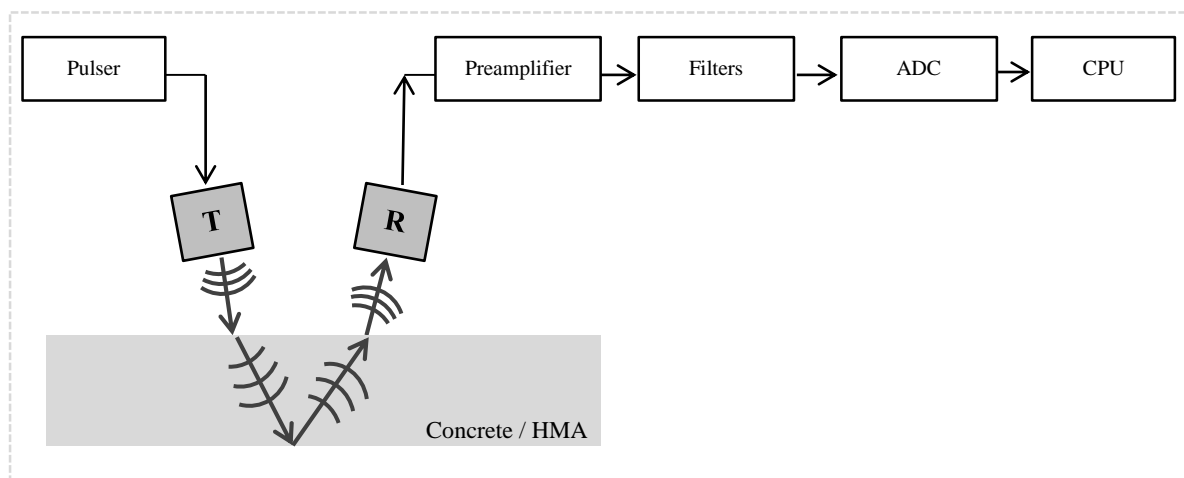 Pulser
Preamplifier
Filters
ADC
CPU
T
R
Concrete / HMA